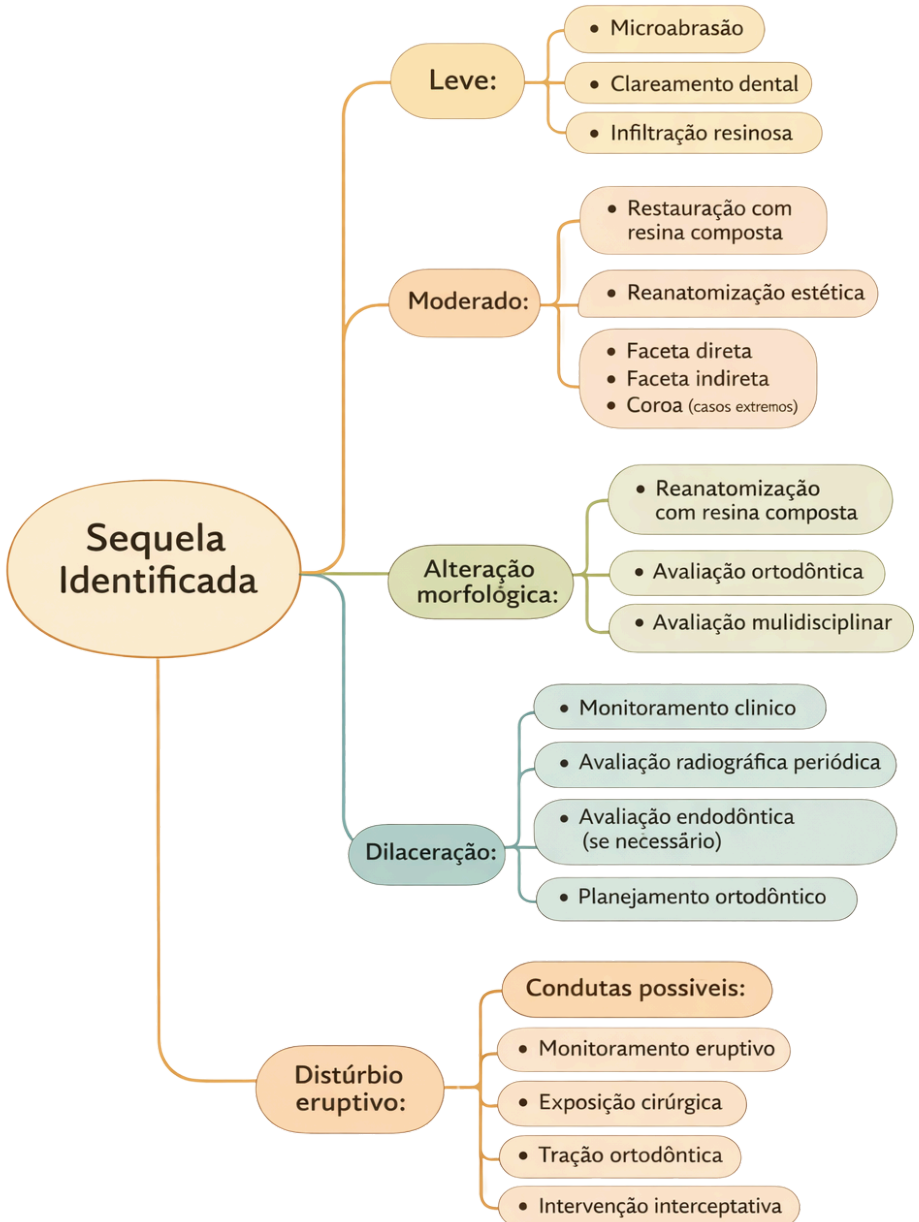 Sequela
Identificada
Leve:
• Microabrasão
• Clareamento dental
• Infiltração resinosa
Moderado:
• Restauração com
resina composta
• Reanatomização estética
• Faceta direta
• Faceta indireta
• Coroa (casos extremos)
Alteração
morfológica:
• Reanatomização
com resina composta
• Avaliação ortodôntica
• Avaliação mulidisciplinar
Dilaceração:
• Monitoramento clinico
• Avaliação radiográfica periódica
• Avaliação endodôntica
(se necessário)
• Planejamento ortodôntico
Distúrbio
eruptivo:
Condutas possiveis:
• Monitoramento eruptivo
• Exposição cirúrgica
• Tração ortodôntica
• Intervenção interceptativa